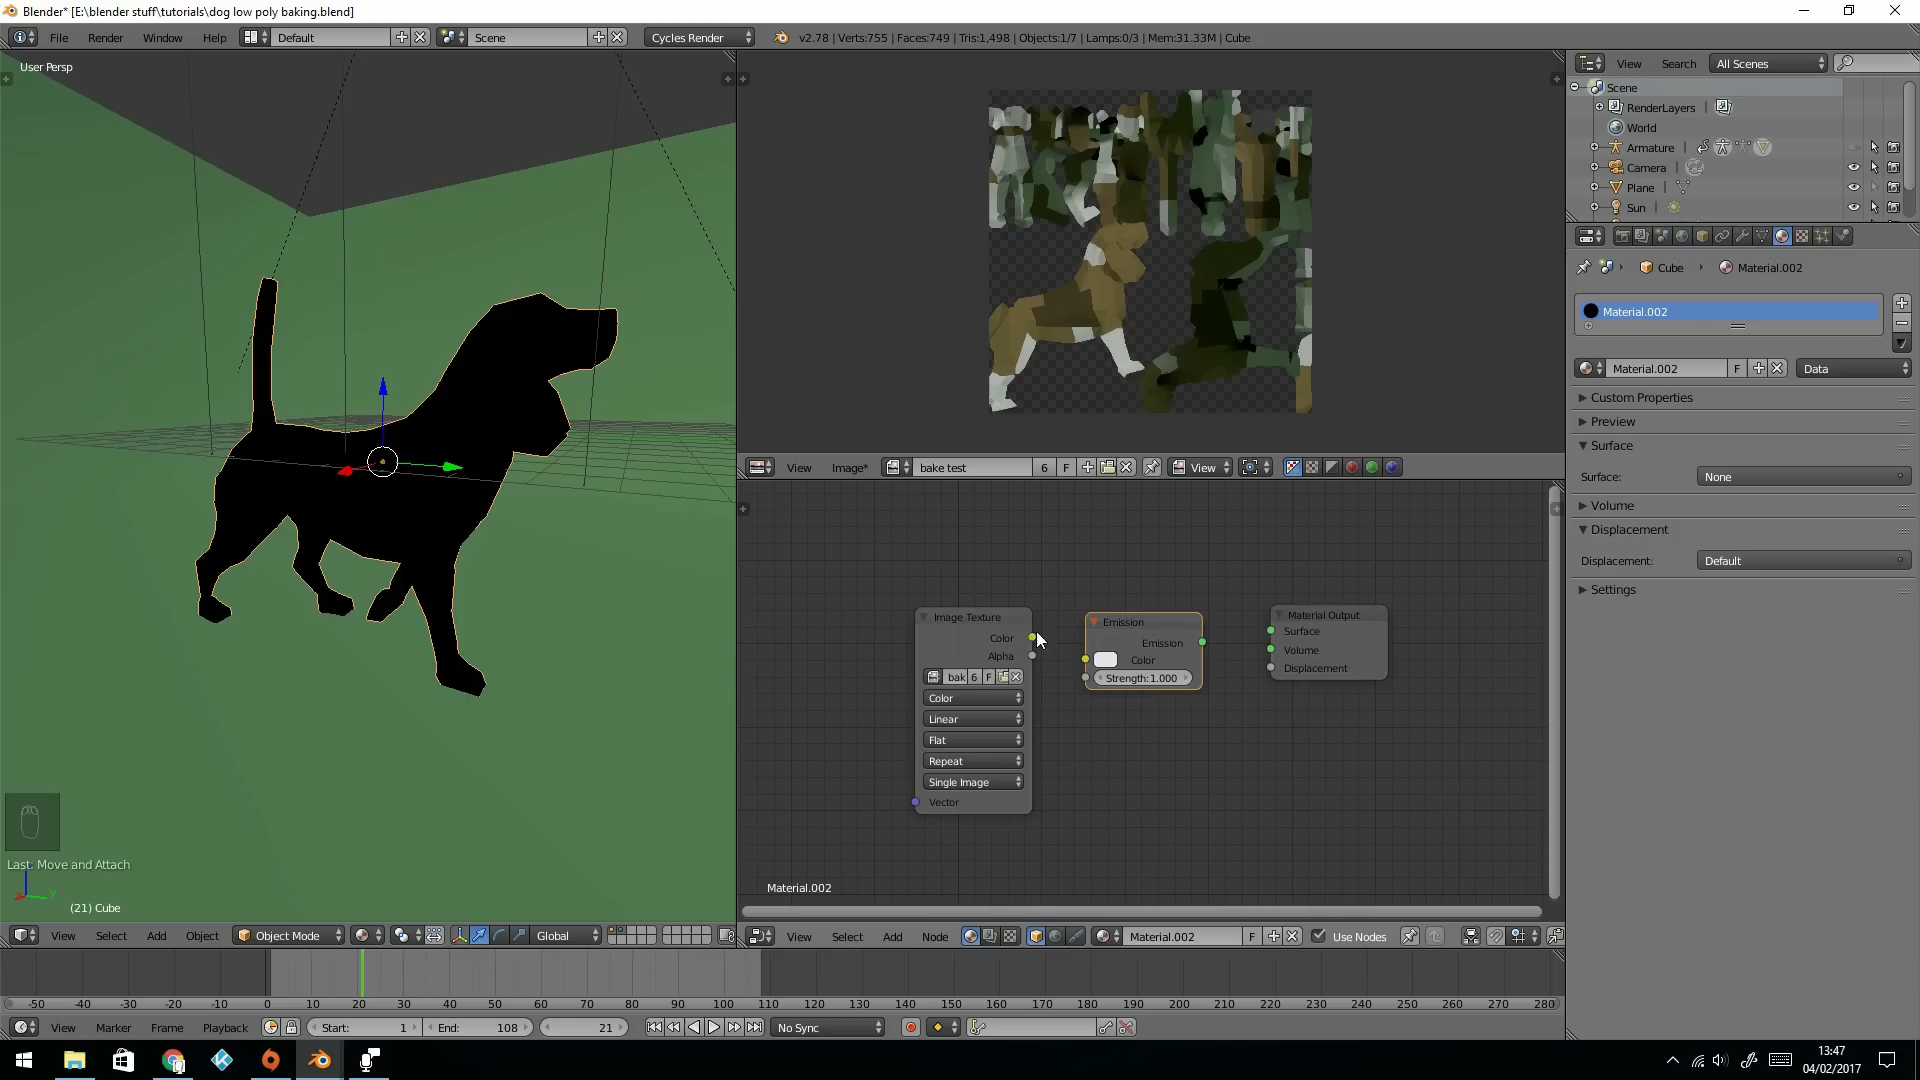 Blender* [E:\blender stuff\tutorials\dog low poly baking.blend]
File Render Window Help Default Scene Cycles Render v2.78 | Verts:755 | Faces:749 | Tris:1,498 | Objects:1/7 | Lamps:0/3 | Mem:31.33M | Cube
User Persp
View Search All Scenes
Scene
RenderLayers
World
Armature
Camera
Plane
Sun
Cube Material.002
Material.002
Material.002 F Data
Custom Properties
Preview
Surface
Surface: None
Volume
Displacement
Displacement: Default
Settings
View Image* bake test 6 F View
Image Texture
Color
Alpha
bak 6 F
Color
Linear
Flat
Repeat
Single Image
Vector
Emission
Emission
Color
Strength: 1.000
Material Output
Surface
Volume
Displacement
Material.002
Last: Move and Attach
(21) Cube
View Select Add Object Object Mode Global
View Select Add Node Material.002 F Use Nodes
-50 -40 -30 -20 -10 0 10 20 30 40 50 60 70 80 90 100 110 120 130 140 150 160 170 180 190 200 210 220 230 240 250 260 270 280
View Marker Frame Playback Start: 1 End: 108 21 No Sync
13:47
04/02/2017